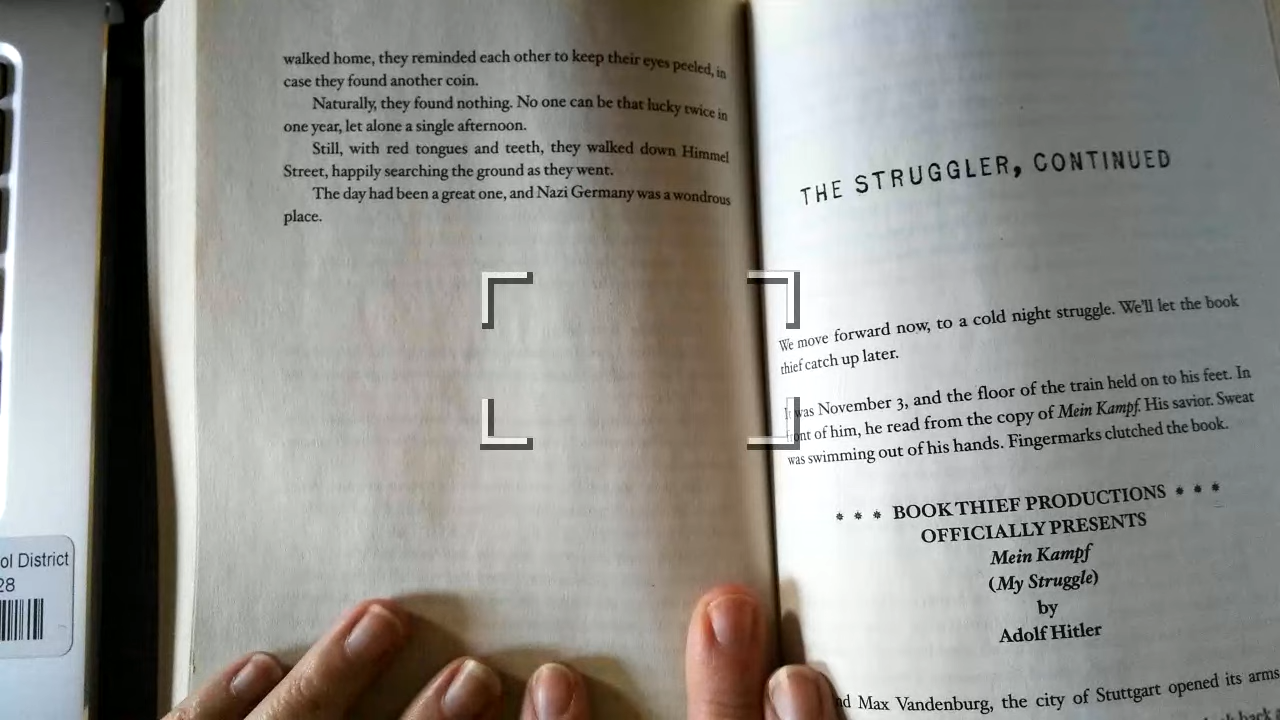 walked home, they reminded each other to keep their eyes peeled, in
case they found another coin.
Naturally, they found nothing. No one can be that lucky twice in
one year, let alone a single afternoon.
Still, with red tongues and teeth, they walked down Himmel
Street, happily searching the ground as they went.
The day had been a great one, and Nazi Germany was a wondrous
place.
THE STRUGGLER, CONTINUED
We move forward now, to a cold night struggle. We'll let the book
thief catch up later.
It was November 3, and the floor of the train held on to his feet. In
front of him, he read from the copy of Mein Kampf. His savior. Sweat
was swimming out of his hands. Fingermarks clutched the book.
* * * BOOK THIEF PRODUCTIONS * * *
OFFICIALLY PRESENTS
Mein Kampf
(My Struggle)
by
Adolf Hitler
Max Vandenburg, the city of Stuttgart opened its arms
ol District
28